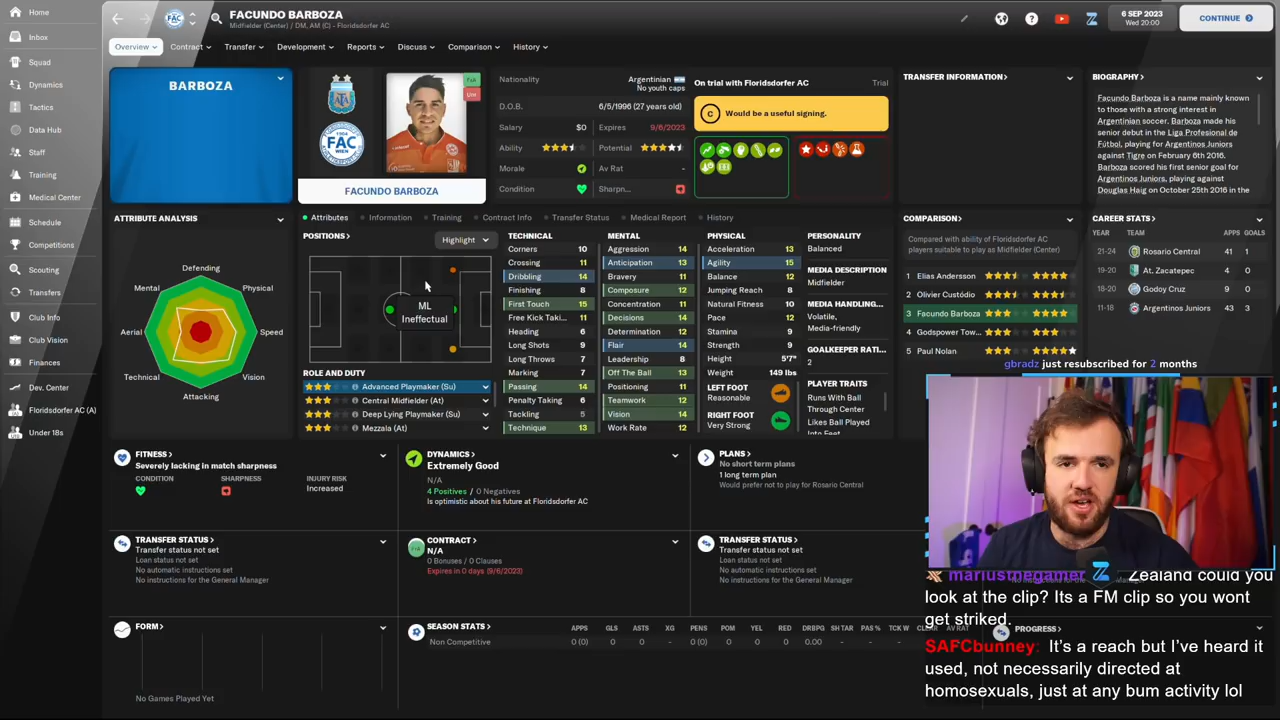 Home
Inbox
Squad
Dynamics
Tactics
Data Hub
Staff
Training
Medical Center
Schedule
Competitions
Scouting
Transfers
Club Info
Club Vision
Finances
Dev. Center
Floridsdorfer AC (A)
Under 18s
FAC
FACUNDO BARBOZA
Midfielder (Center) / DM, AM (C) - Floridsdorfer AC
6 SEP 2023
Wed 20:00
CONTINUE
Overview
Contract
Transfer
Development
Reports
Discuss
Comparison
History
BARBOZA
FACUNDO BARBOZA
Nationality
Argentinian
No youth caps
D.O.B.
6/5/1996 (27 years old)
Salary
$0
Expires
9/6/2023
Ability
Potential
Morale
Av Rat
-
Condition
Sharpn...
On trial with Floridsdorfer AC
Trial
C
Would be a useful signing.
TRANSFER INFORMATION
BIOGRAPHY
Facundo Barboza is a name mainly known
to those with a strong interest in
Argentinian soccer. Barboza made his
senior debut in the Liga Profesional de
Fútbol, playing for Argentinos Juniors
against Tigre on February 6th 2016.
Barboza scored his first senior goal for
Argentinos Juniors, playing against
Douglas Haig on October 25th 2016 in the
ATTRIBUTE ANALYSIS
Defending
Mental
Physical
Aerial
Speed
Technical
Vision
Attacking
Attributes
Information
Training
Contract Info
Transfer Status
Medical Report
History
POSITIONS
Highlight
ML
Ineffectual
ROLE AND DUTY
Advanced Playmaker (Su)
Central Midfielder (At)
Deep Lying Playmaker (Su)
Mezzala (At)
TECHNICAL
Corners 10
Crossing 11
Dribbling 14
Finishing 8
First Touch 15
Free Kick Taki... 11
Heading 6
Long Shots 9
Long Throws 7
Marking 7
Passing 14
Penalty Taking 6
Tackling 5
Technique 13
MENTAL
Aggression 14
Anticipation 13
Bravery 11
Composure 12
Concentration 11
Decisions 14
Determination 12
Flair 14
Leadership 8
Off The Ball 13
Positioning 11
Teamwork 12
Vision 14
Work Rate 12
PHYSICAL
Acceleration 13
Agility 15
Balance 12
Jumping Reach 8
Natural Fitness 10
Pace 12
Stamina 9
Strength 9
Height 5'7"
Weight 149 lbs
LEFT FOOT
Reasonable
RIGHT FOOT
Very Strong
PERSONALITY
Balanced
MEDIA DESCRIPTION
Midfielder
MEDIA HANDLING...
Volatile,
Media-friendly
GOALKEEPER RATI...
2
PLAYER TRAITS
Runs With Ball
Through Center
Likes Ball Played
Into Feet
COMPARISON
Compared with ability of Floridsdorfer AC
players suitable to play as Midfielder (Center)
1 Elias Andersson
2 Olivier Custódio
3 Facundo Barboza
4 Godspower Tow...
5 Paul Nolan
CAREER STATS
YEAR TEAM APPS GOALS
21-24 Rosario Central 41 1
19-20 At. Zacatepec 4 0
18-20 Godoy Cruz 9 0
11-18 Argentinos Juniors 43 3
gbradz just resubscribed for 2 months
FITNESS
Severely lacking in match sharpness
CONDITION
SHARPNESS
INJURY RISK
Increased
DYNAMICS
Extremely Good
N/A
4 Positives / 0 Negatives
Is optimistic about his future at Floridsdorfer AC
PLANS
No short term plans
1 long term plan
Would prefer not to play for Rosario Central
TRANSFER STATUS
Transfer status not set
Loan status not set
No automatic instructions set
No instructions for the General Manager
CONTRACT
N/A
0 Bonuses / 0 Clauses
Expires in 0 days (9/6/2023)
TRANSFER STATUS
Transfer status not set
Loan status not set
No automatic instructions set
No instructions for the General Manager
FORM
No Games Played Yet
SEASON STATS
APPS GLS ASTS XG PENS POM YEL RED DRBPG SH TAR PAS % TCK W
Non Competitive 0 (0) 0 0 - 0 (0) 0 0 0 0.00 - - -
PROGRESS
mariusthegamer Zealand could you
look at the clip? Its a FM clip so you wont
get striked.
SAFCbunney: It's a reach but I've heard it
used, not necessarily directed at
homosexuals, just at any bum activity lol